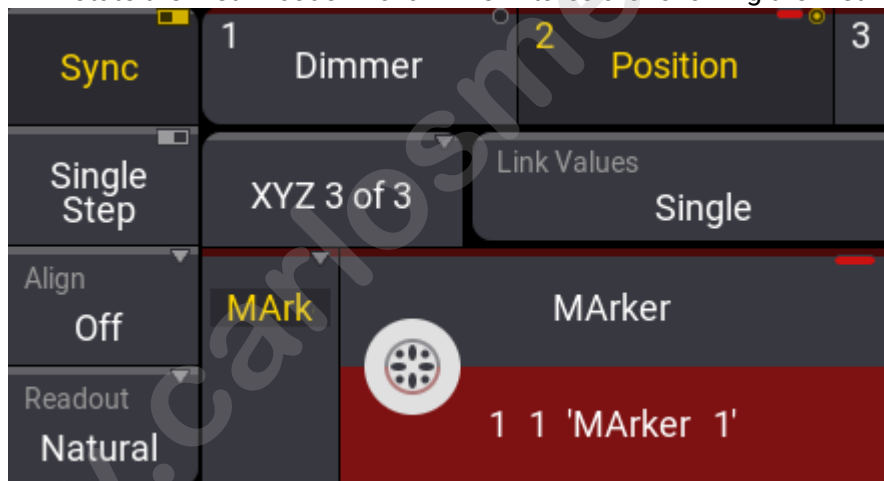 Sync
1
Dimmer
2
Position
3
Single
Step
XYZ 3 of 3
Link Values
Single
Align
Off
MArk
MArker
Readout
Natural
1 1 'MArker 1'